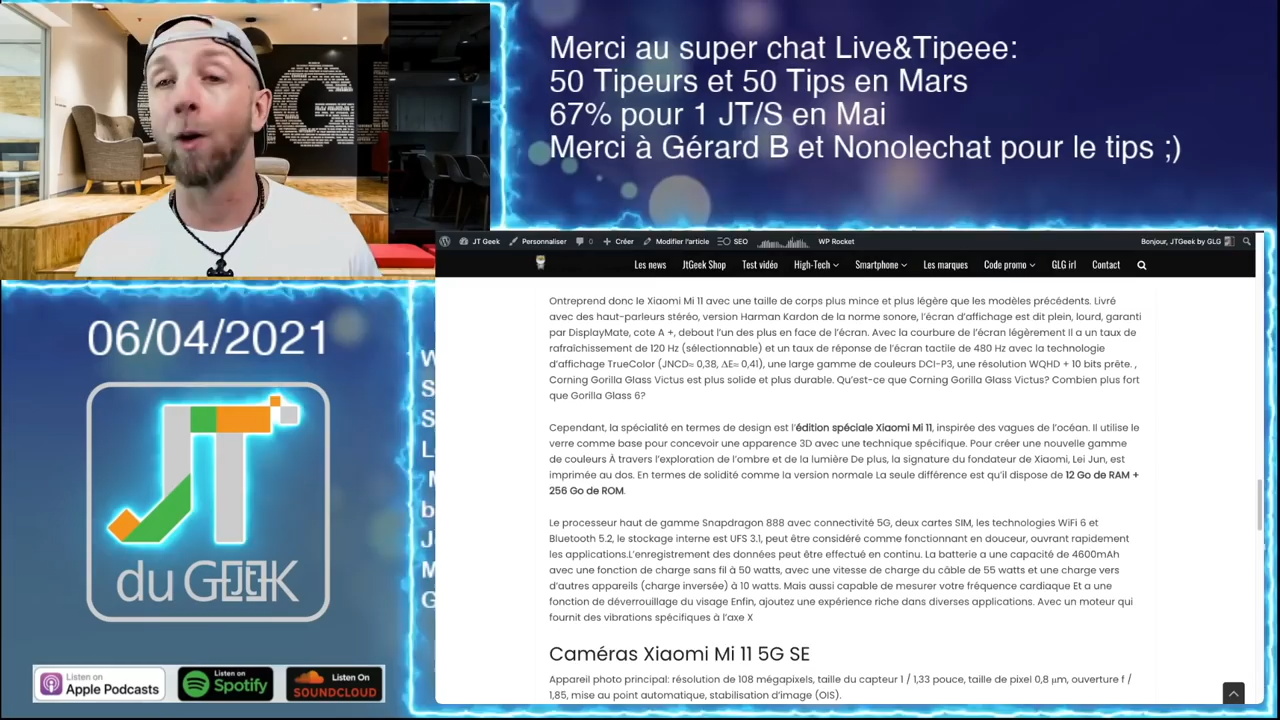 Merci au super chat Live&Tipeee:
50 Tipeurs et 58 Tips en Mars
67% pour 1 JT/S en Mai
Merci à Gérard B et Nonolechat pour le tips ;)
JT Geek
Personnaliser
0
Créer
Modifier l'article
SEO
WP Rocket
Bonjour, JTGeek by GLG
Les news
JtGeek Shop
Test vidéo
High-Tech
Smartphone
Les marques
Code promo
GLG irl
Contact
Ontreprend donc le Xiaomi Mi 11 avec une taille de corps plus mince et plus légère que les modèles précédents. Livré
avec des haut-parleurs stéréo, version Harman Kardon de la norme sonore, l'écran d'affichage est dit plein, lourd, garanti
par DisplayMate, cote A +, debout l'un des plus en face de l'écran. Avec la courbure de l'écran légèrement Il a un taux de
rafraîchissement de 120 Hz (sélectionnable) et un taux de réponse de l'écran tactile de 480 Hz avec la technologie
d'affichage TrueColor (JNCD≈ 0,38, ΔE≈ 0,41), une large gamme de couleurs DCI-P3, une résolution WQHD + 10 bits prête. ,
Corning Gorilla Glass Victus est plus solide et plus durable. Qu'est-ce que Corning Gorilla Glass Victus? Combien plus fort
que Gorilla Glass 6?
Cependant, la spécialité en termes de design est l'édition spéciale Xiaomi Mi 11, inspirée des vagues de l'océan. Il utilise le
verre comme base pour concevoir une apparence 3D avec une technique spécifique. Pour créer une nouvelle gamme
de couleurs À travers l'exploration de l'ombre et de la lumière De plus, la signature du fondateur de Xiaomi, Lei Jun, est
imprimée au dos. En termes de solidité comme la version normale La seule différence est qu'il dispose de 12 Go de RAM +
256 Go de ROM.
Le processeur haut de gamme Snapdragon 888 avec connectivité 5G, deux cartes SIM, les technologies WiFi 6 et
Bluetooth 5.2, le stockage interne est UFS 3.1, peut être considéré comme fonctionnant en douceur, ouvrant rapidement
les applications.L'enregistrement des données peut être effectué en continu. La batterie a une capacité de 4600mAh
avec une fonction de charge sans fil à 50 watts, avec une vitesse de charge du câble de 55 watts et une charge vers
d'autres appareils (charge inversée) à 10 watts. Mais aussi capable de mesurer votre fréquence cardiaque Et a une
fonction de déverrouillage du visage Enfin, ajoutez une expérience riche dans diverses applications. Avec un moteur qui
fournit des vibrations spécifiques à l'axe X
Caméras Xiaomi Mi 11 5G SE
Appareil photo principal: résolution de 108 mégapixels, taille du capteur 1 / 1,33 pouce, taille de pixel 0,8 μm, ouverture f /
1,85, mise au point automatique, stabilisation d'image (OIS).
06/04/2021
JT
du GEEK
Listen on
Apple Podcasts
Listen on
Spotify
Listen on
SOUNDCLOUD